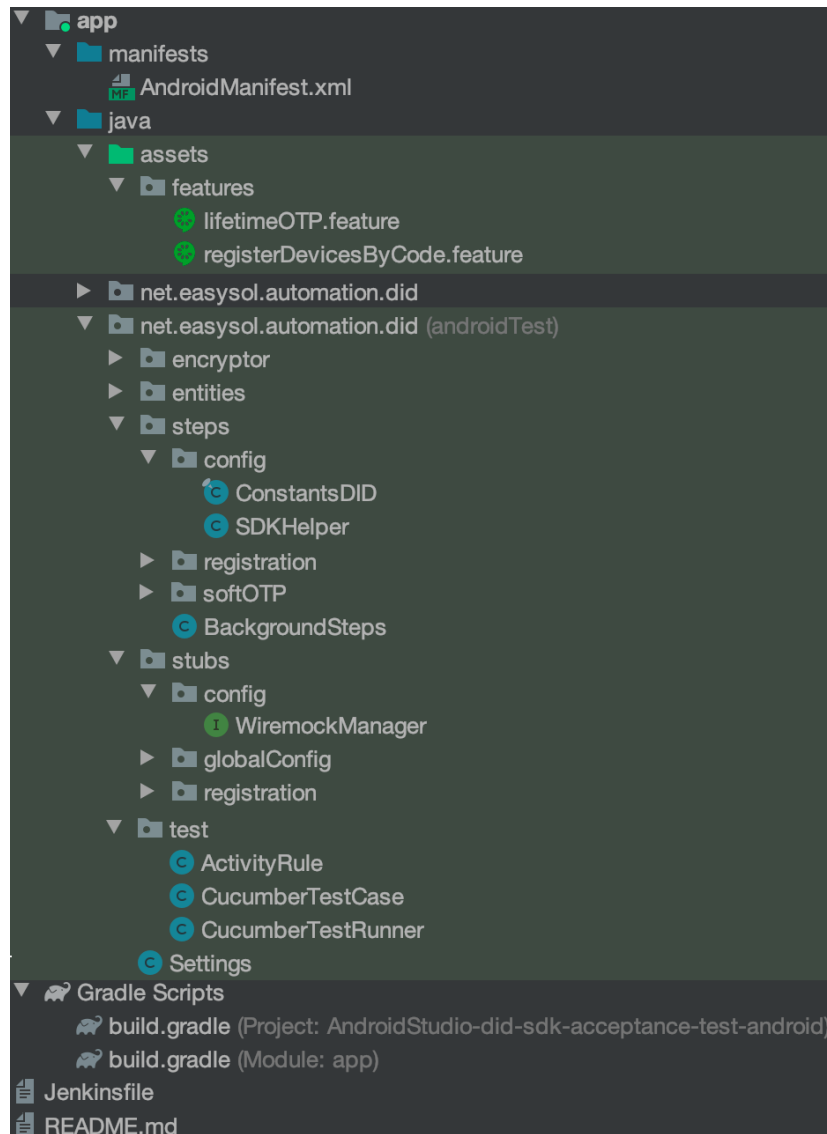 app
manifests
MF AndroidManifest.xml
java
assets
features
lifetimeOTP.feature
registerDevicesByCode.feature
net.easysol.automation.did
net.easysol.automation.did (androidTest)
encryptor
entities
steps
config
C ConstantsDID
C SDKHelper
registration
softOTP
C BackgroundSteps
stubs
config
I WiremockManager
globalConfig
registration
test
C ActivityRule
C CucumberTestCase
C CucumberTestRunner
C Settings
Gradle Scripts
build.gradle (Project: AndroidStudio-did-sdk-acceptance-test-android)
build.gradle (Module: app)
Jenkinsfile
README.md